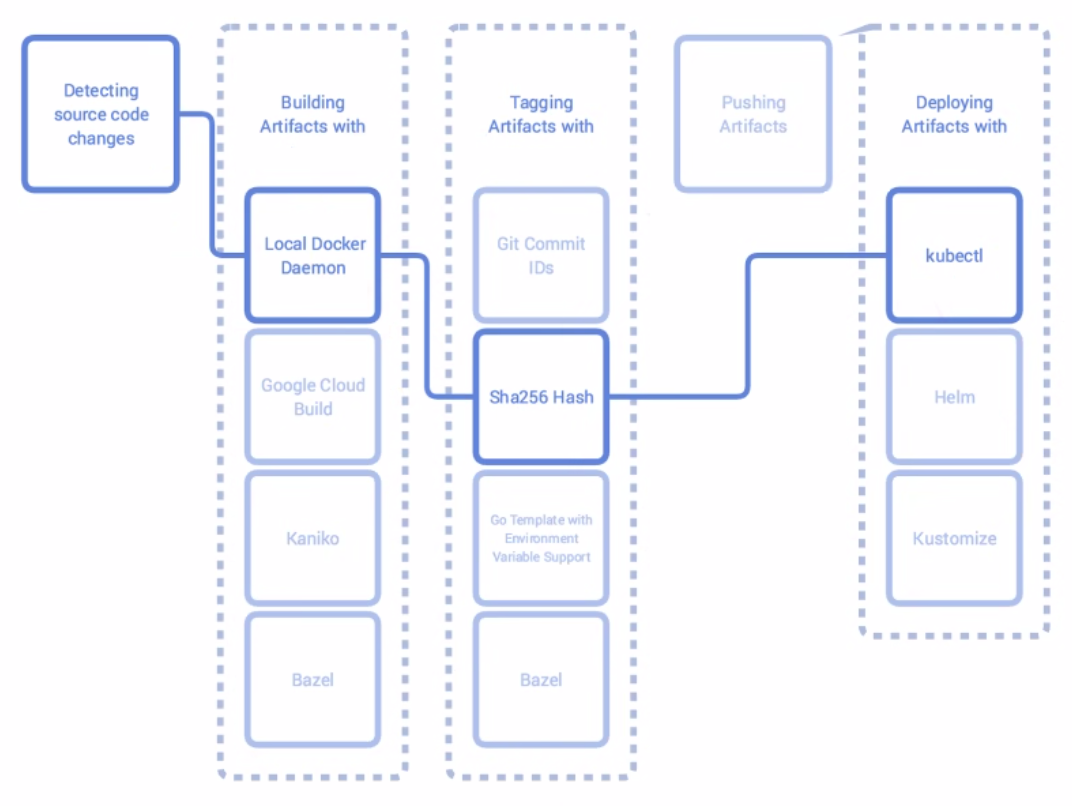 Detecting
source code
changes
Building
Artifacts with
Local Docker
Daemon
Google Cloud
Build
Kaniko
Bazel
Tagging
Artifacts with
Git Commit
IDs
Sha256 Hash
Go Template with
Environment
Variable Support
Bazel
Pushing
Artifacts
Deploying
Artifacts with
kubectl
Helm
Kustomize